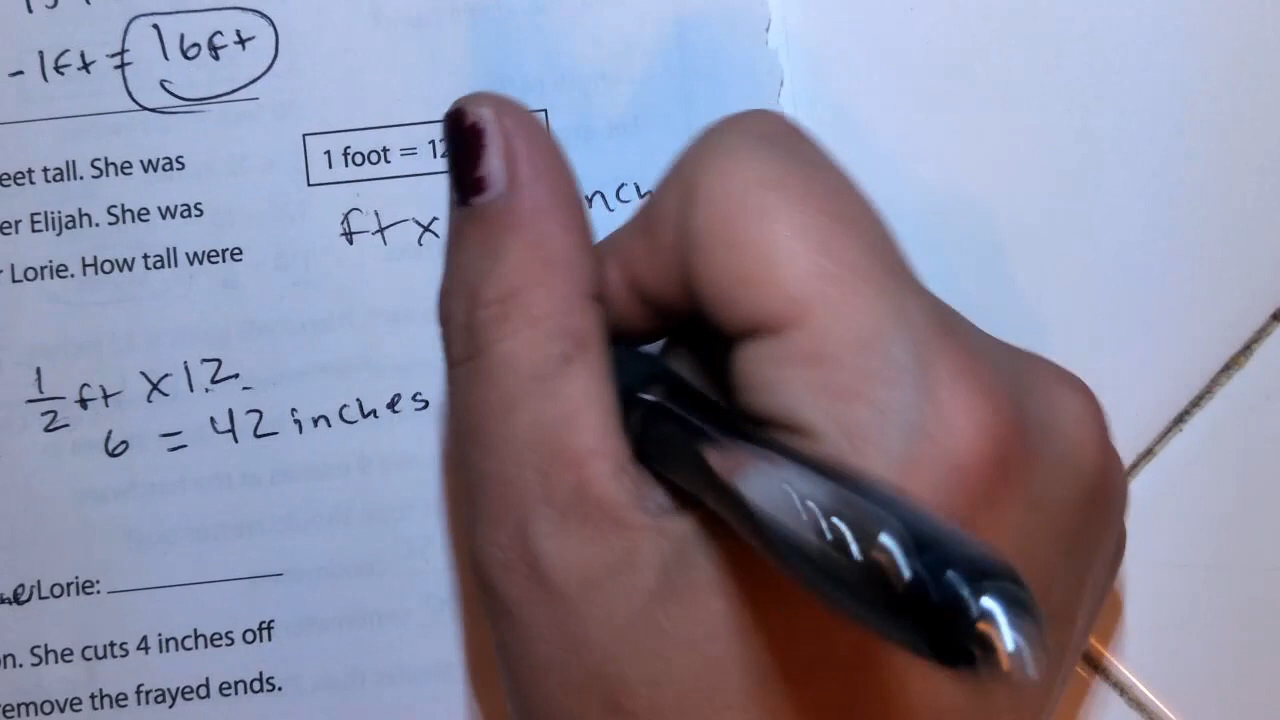 - 1ft = 16ft
eet tall. She was
1 foot = 12
er Elijah. She was
ft x
Lorie. How tall were
1/2 ft x 12
6 = 42 inches
Lorie:
n. She cuts 4 inches off
emove the frayed ends.